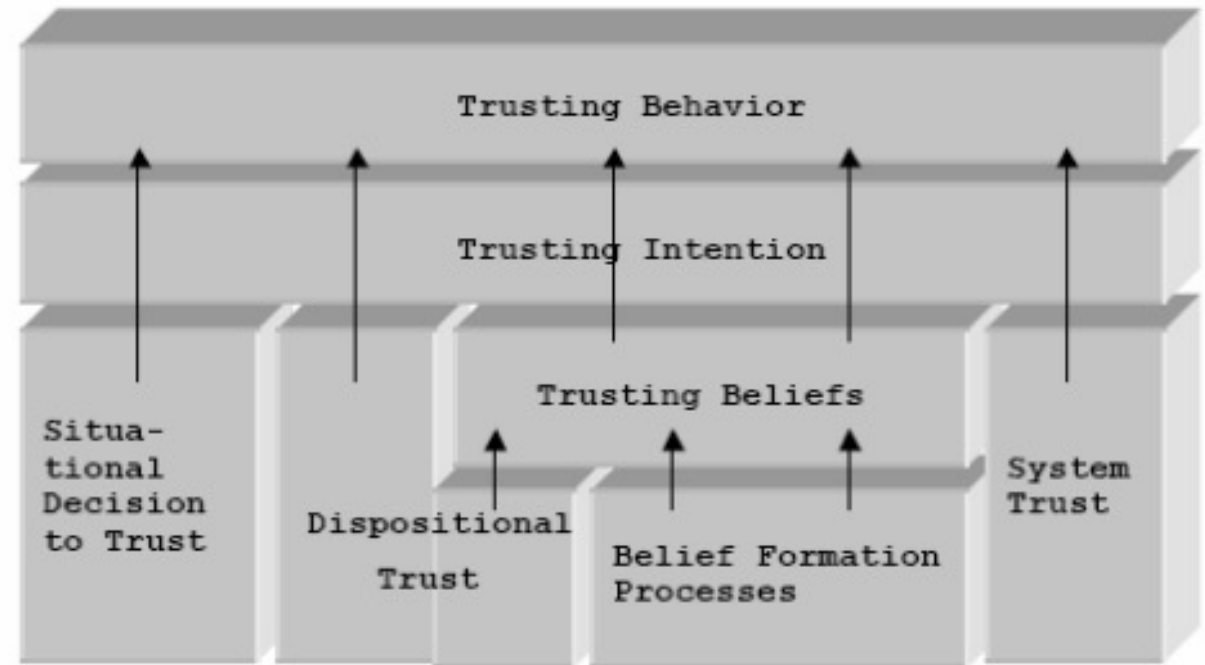 Trusting Behavior
Trusting Intention
Trusting Beliefs
Situa-
tional
Decision
to Trust
Dispositional
Trust
Belief Formation
Processes
System
Trust